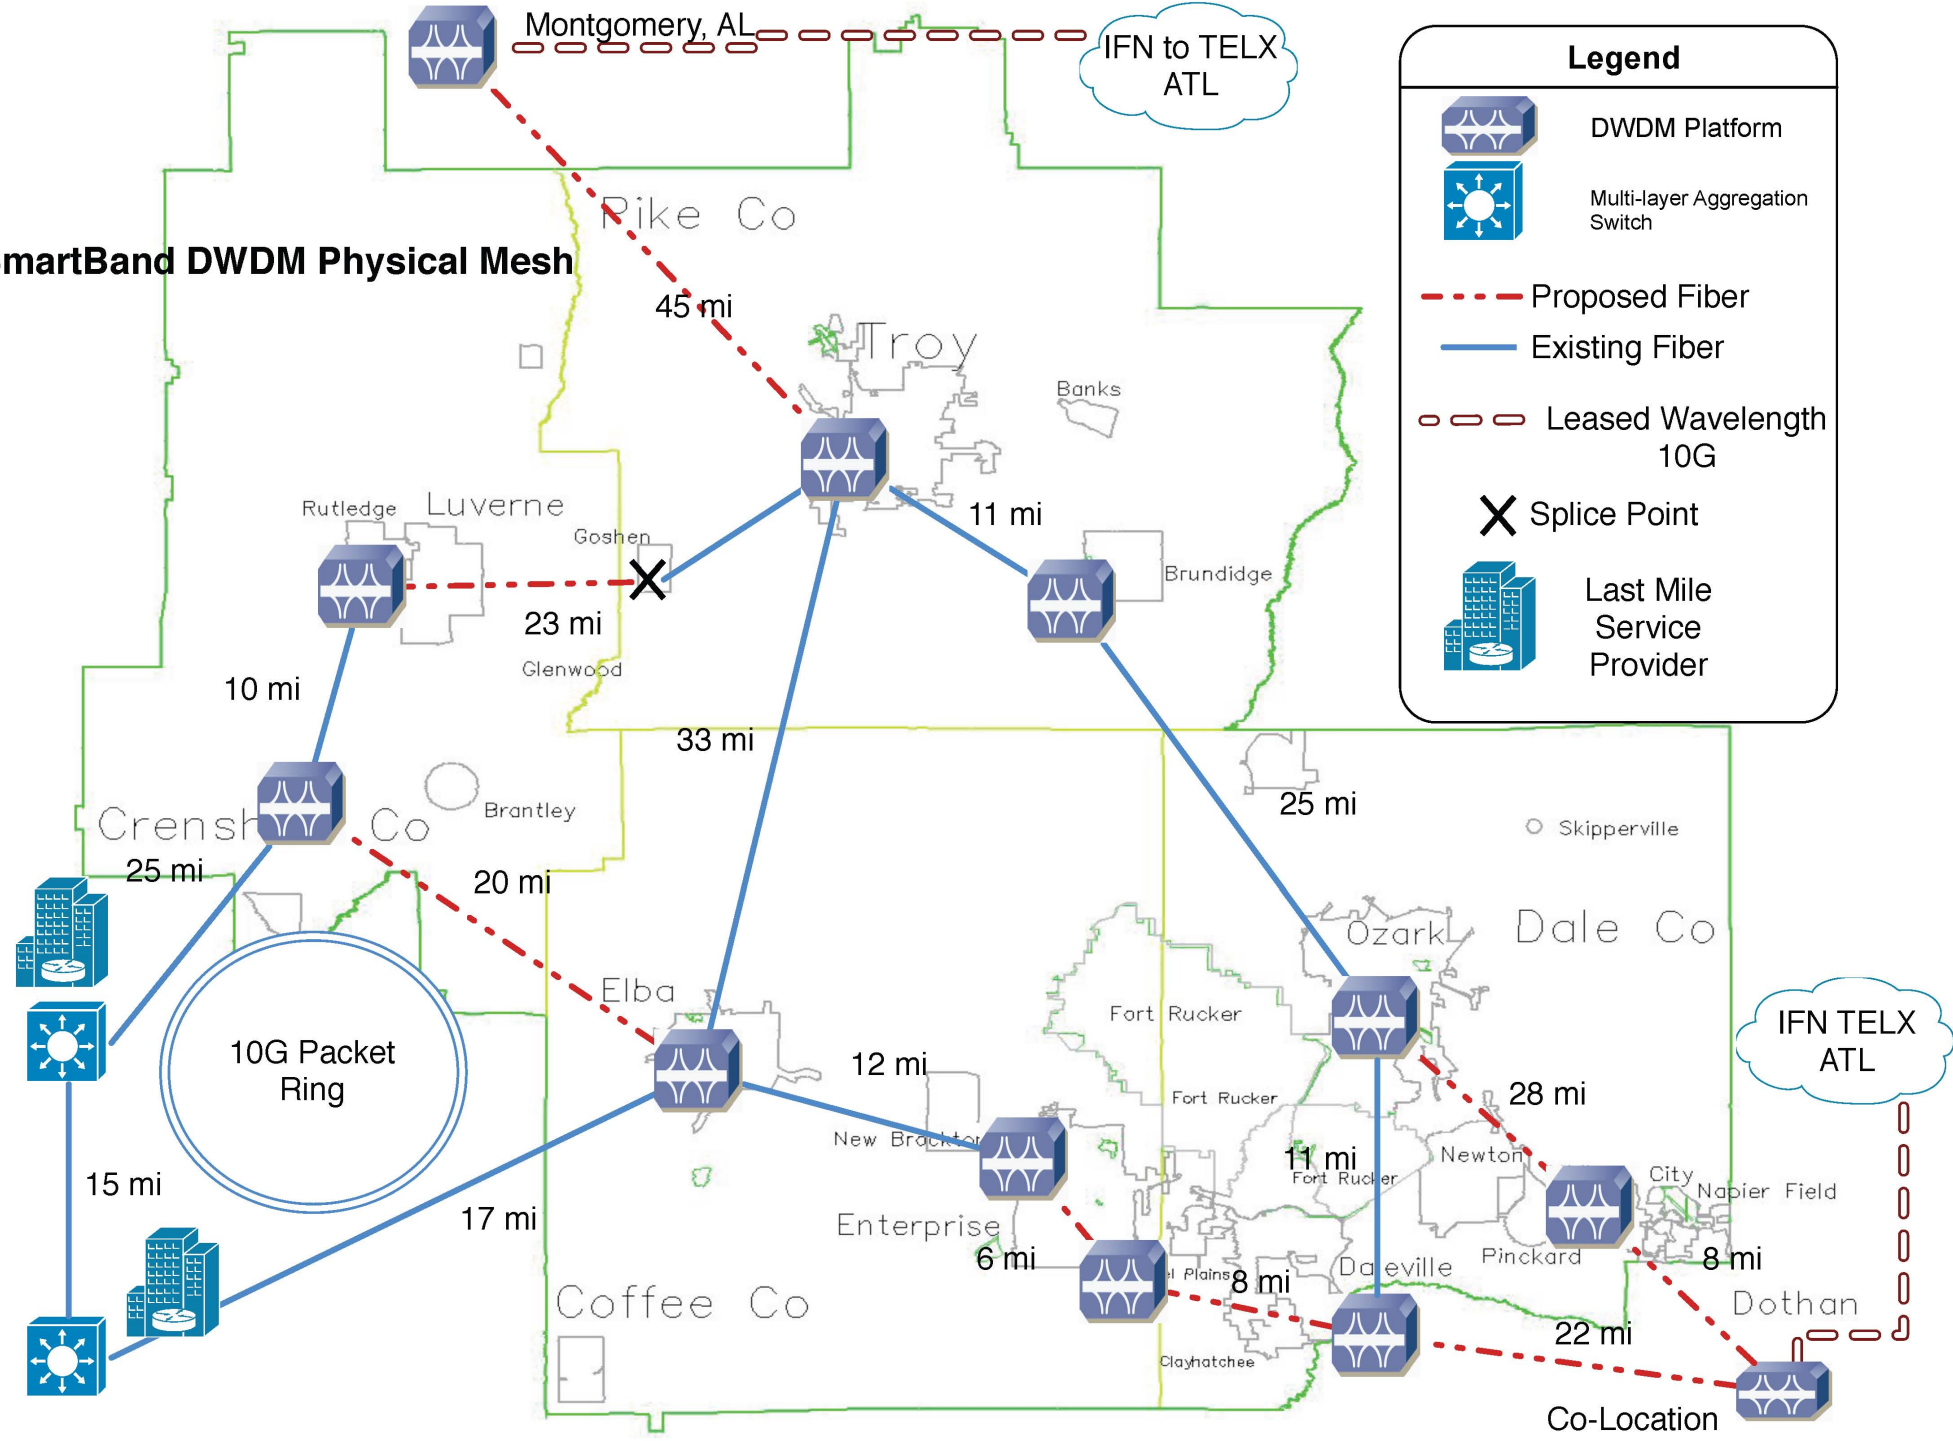 Montgomery, AL
IFN to TELX
ATL
Legend
DWDM Platform
Multi-layer Aggregation
Switch
Proposed Fiber
Existing Fiber
Leased Wavelength
10G
Splice Point
Last Mile
Service
Provider
Pike Co
martBand DWDM Physical Mesh
45 mi
Troy
Banks
Rutledge
Luverne
Goshen
11 mi
Brundidge
23 mi
Glenwood
10 mi
33 mi
25 mi
Brantley
Crensh
Co
Skipperville
25 mi
20 mi
Ozark
Dale Co
Elba
Fort Rucker
IFN TELX
ATL
10G Packet
Ring
12 mi
Fort Rucker
28 mi
New Brockton
11 mi
Fort Rucker
Newton
City
Napier Field
15 mi
17 mi
Enterprise
6 mi
Pinckard
8 mi
Daleville
el Plains
8 mi
Coffee Co
Dothan
22 mi
Clayhatchee
Co-Location